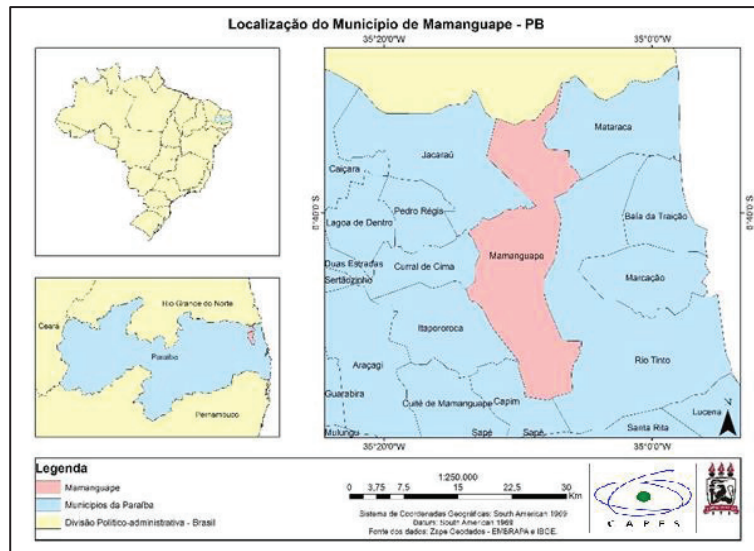 Localização do Município de Mamanguape - PB
35°20'0"W
35°0'0"W
Mataraca
Jacaraú
Caiçara
Pedro Régis
Lagoa de Dentro
Baía da Traição
6°40'0"S
6°40'0"S
Mamanguape
Duas Estradas
Sertãozinho
Curral de Cima
Marcação
Itapororoca
Araçagi
Rio Tinto
Guarabira
Cuité de Mamanguape
Capim
Lucena
Mulungu
Sapé
Sapé
Santa Rita
N
35°20'0"W
35°0'0"W
Rio Grande do Norte
Ceará
Paraíba
Pernambuco
Legenda
Mamanguape
Municípios da Paraíba
Divisão Político-administrativa - Brasil
1:250.000
0 3,75 7,5 15 22,5 30
Km
Sistema de Coordenadas Geográficas: South American 1969
Datum: South American 1969
Fonte dos dados: Zape Geodados - EMBRAPA e IBGE.
CAPES